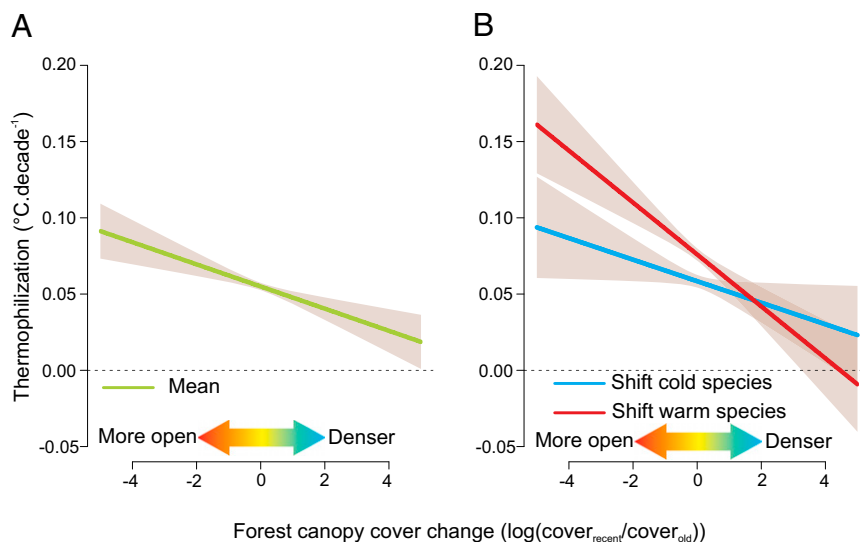 A
B
Thermophilization (°C.decade⁻¹)
0.20
0.15
0.10
0.05
0.00
-0.05
Mean
More open
Denser
-4
-2
0
2
4
0.20
0.15
0.10
0.05
0.00
-0.05
Shift cold species
Shift warm species
More open
Denser
-4
-2
0
2
4
Forest canopy cover change (log(cover_recent/cover_old))